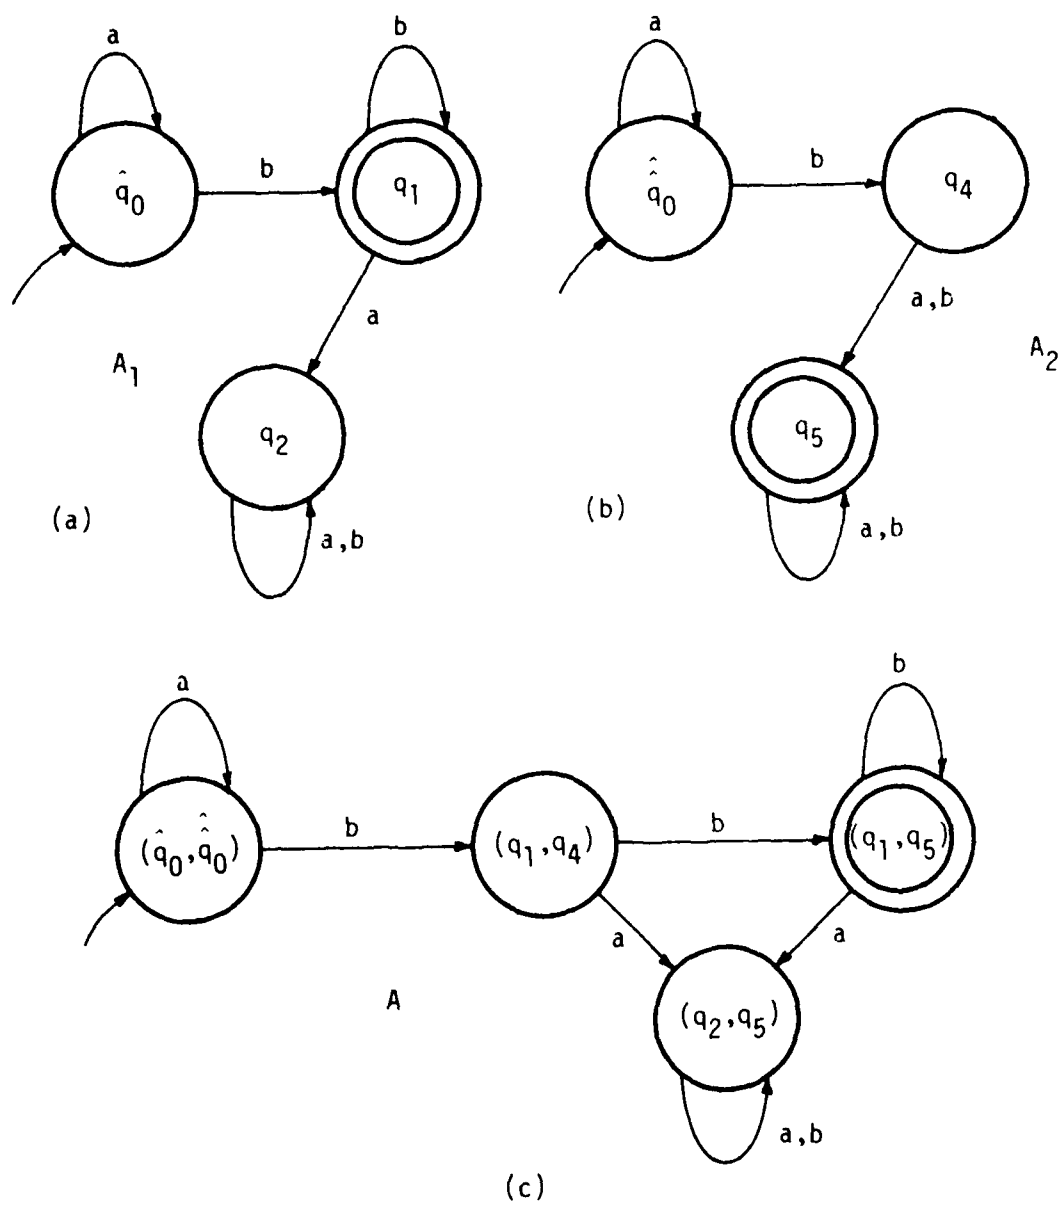 a
b
q̂₀
b
q₁
a
q₂
a,b
A₁
(a)
a
q̂̂₀
b
q₄
a,b
q₅
a,b
A₂
(b)
a
(q̂₀,q̂̂₀)
b
(q₁,q₄)
b
b
(q₁,q₅)
a
a
(q₂,q₅)
a,b
A
(c)